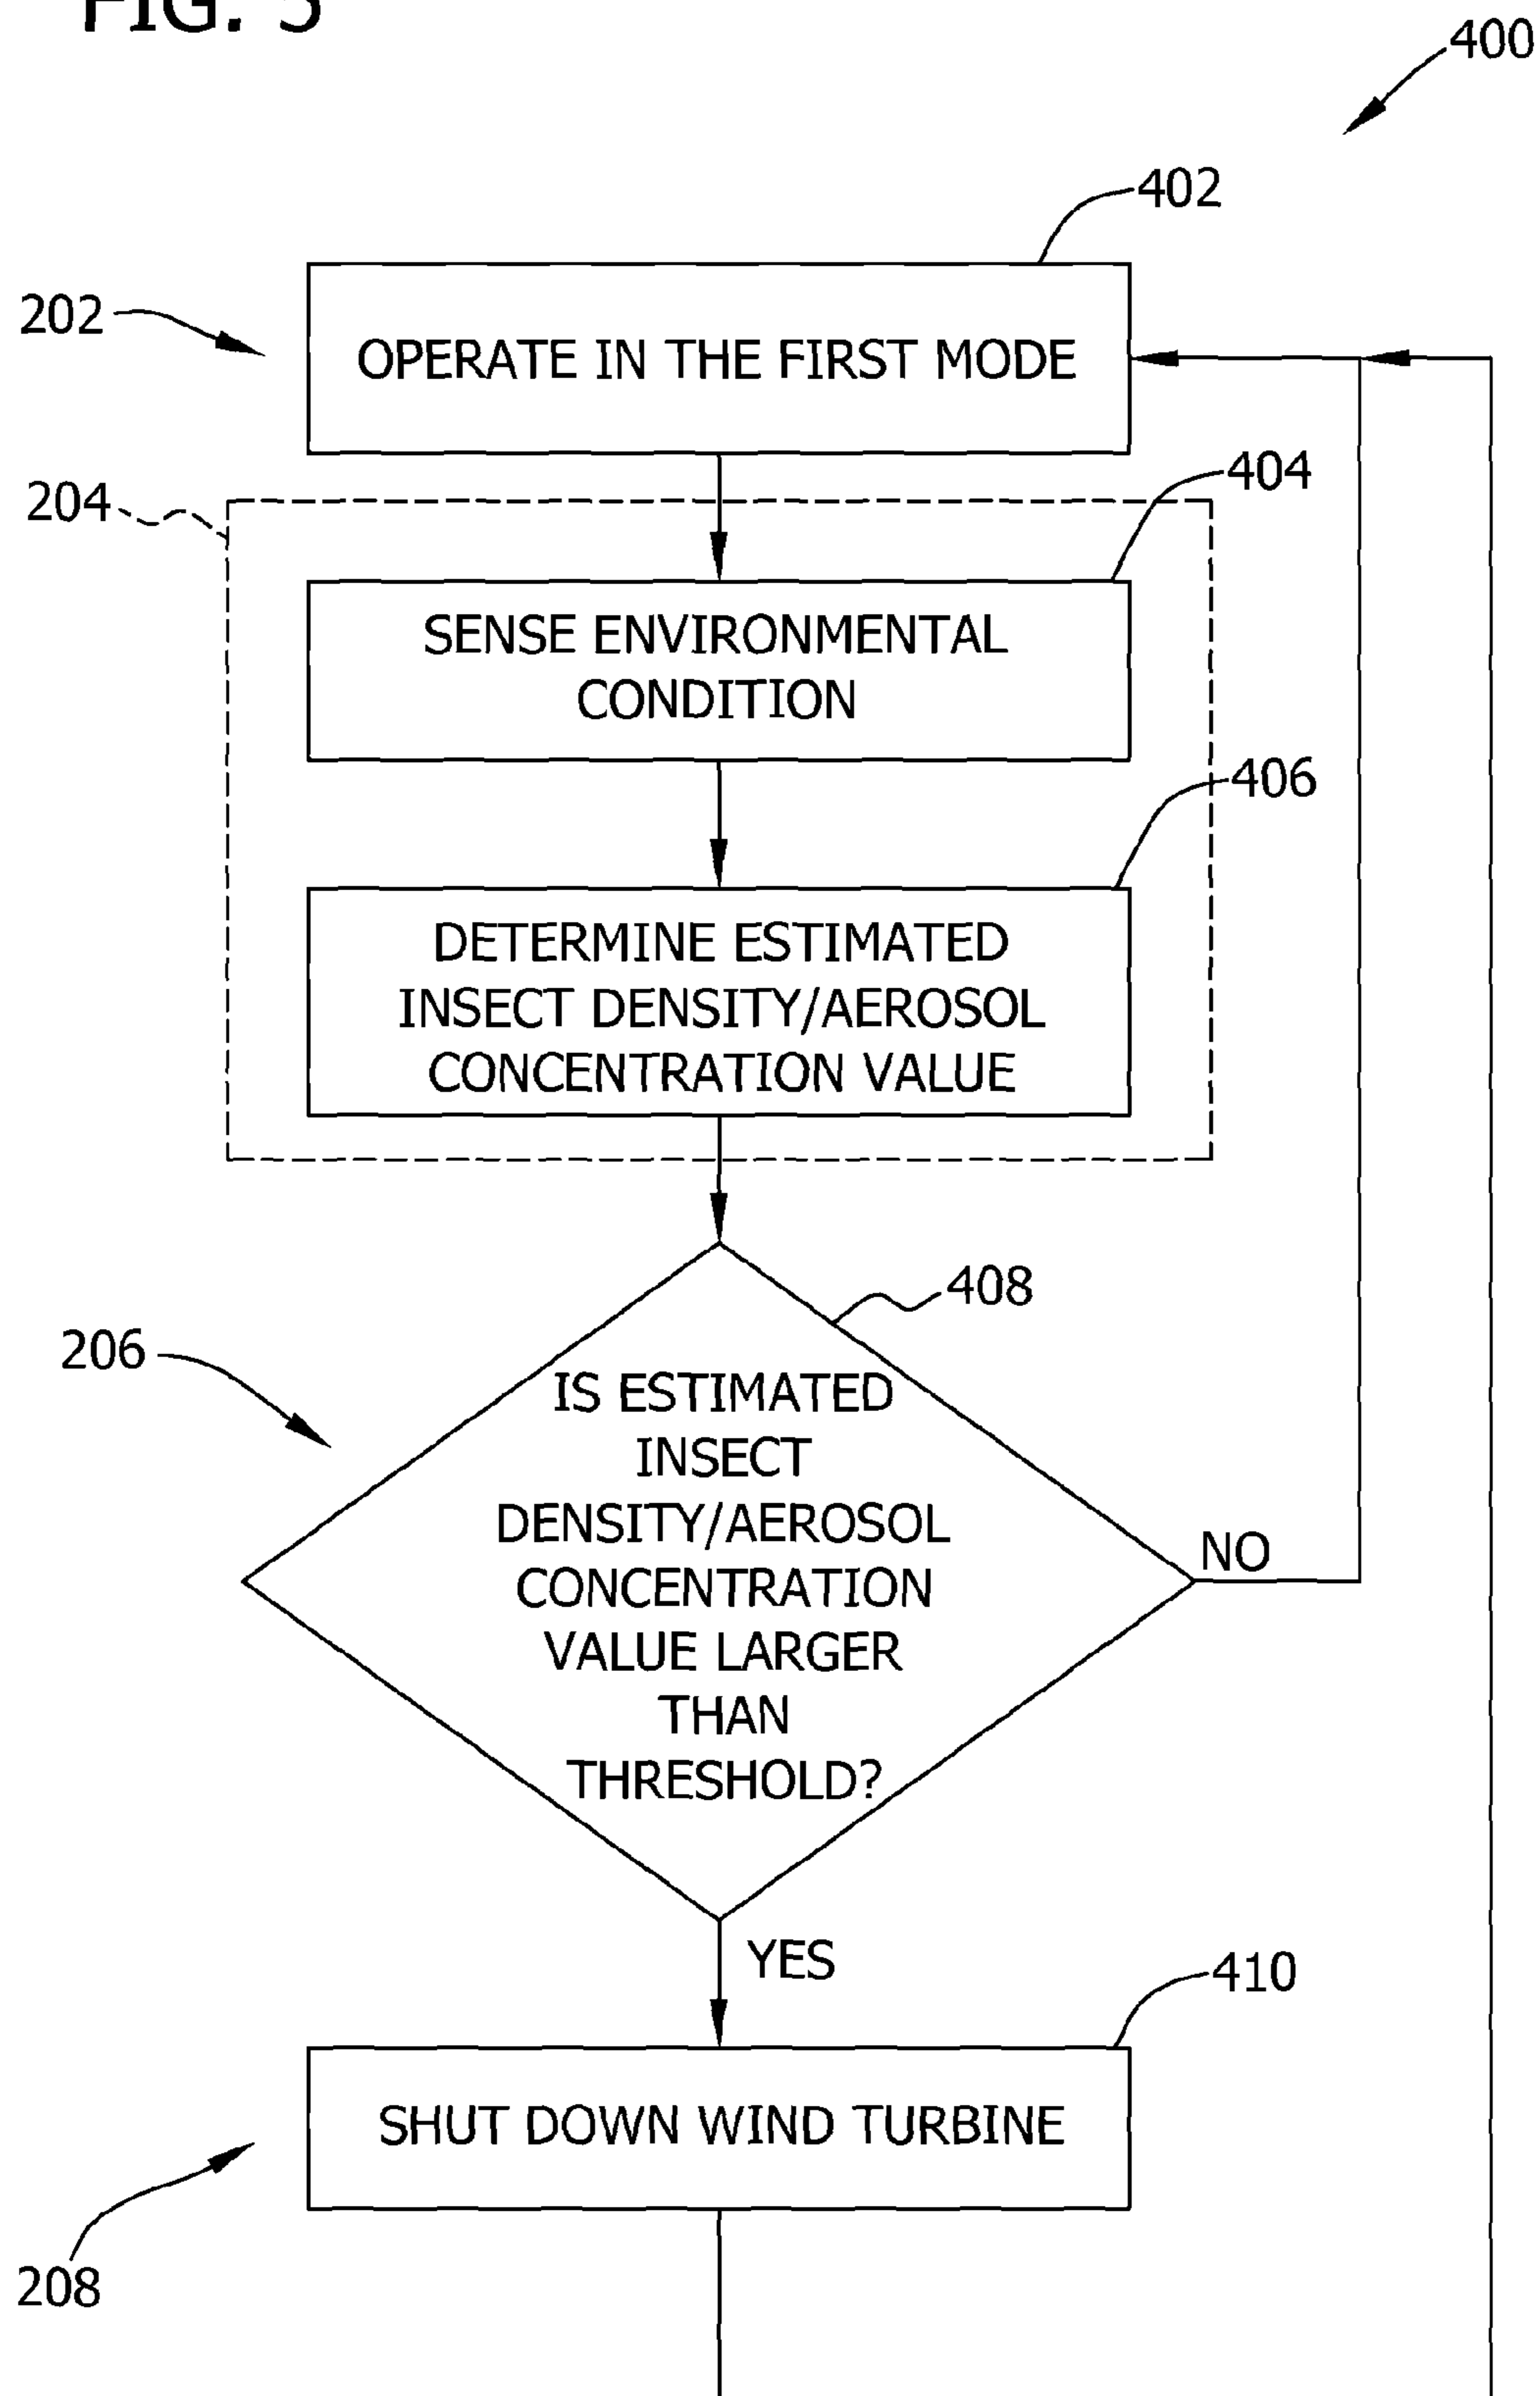 FIG. 5
400
402
202
OPERATE IN THE FIRST MODE
404
204
SENSE ENVIRONMENTAL
CONDITION
406
DETERMINE ESTIMATED
INSECT DENSITY/AEROSOL
CONCENTRATION VALUE
408
206
IS ESTIMATED
INSECT
DENSITY/AEROSOL
CONCENTRATION
VALUE LARGER
THAN
THRESHOLD?
NO
YES
410
SHUT DOWN WIND TURBINE
208